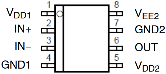 VDD1 1 8 VEE2
IN+ 2 7 GND2
IN− 3 6 OUT
GND1 4 5 VDD2